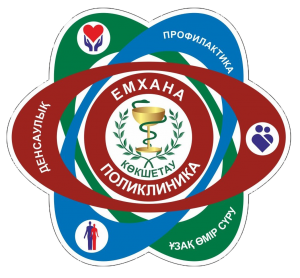 ПРОФИЛАКТИКА
ДЕНСАУЛЫҚ
ЕМХАНА
КӨКШЕТАУ
ПОЛИКЛИНИКА
ҰЗАҚ ӨМІР СҮРУ